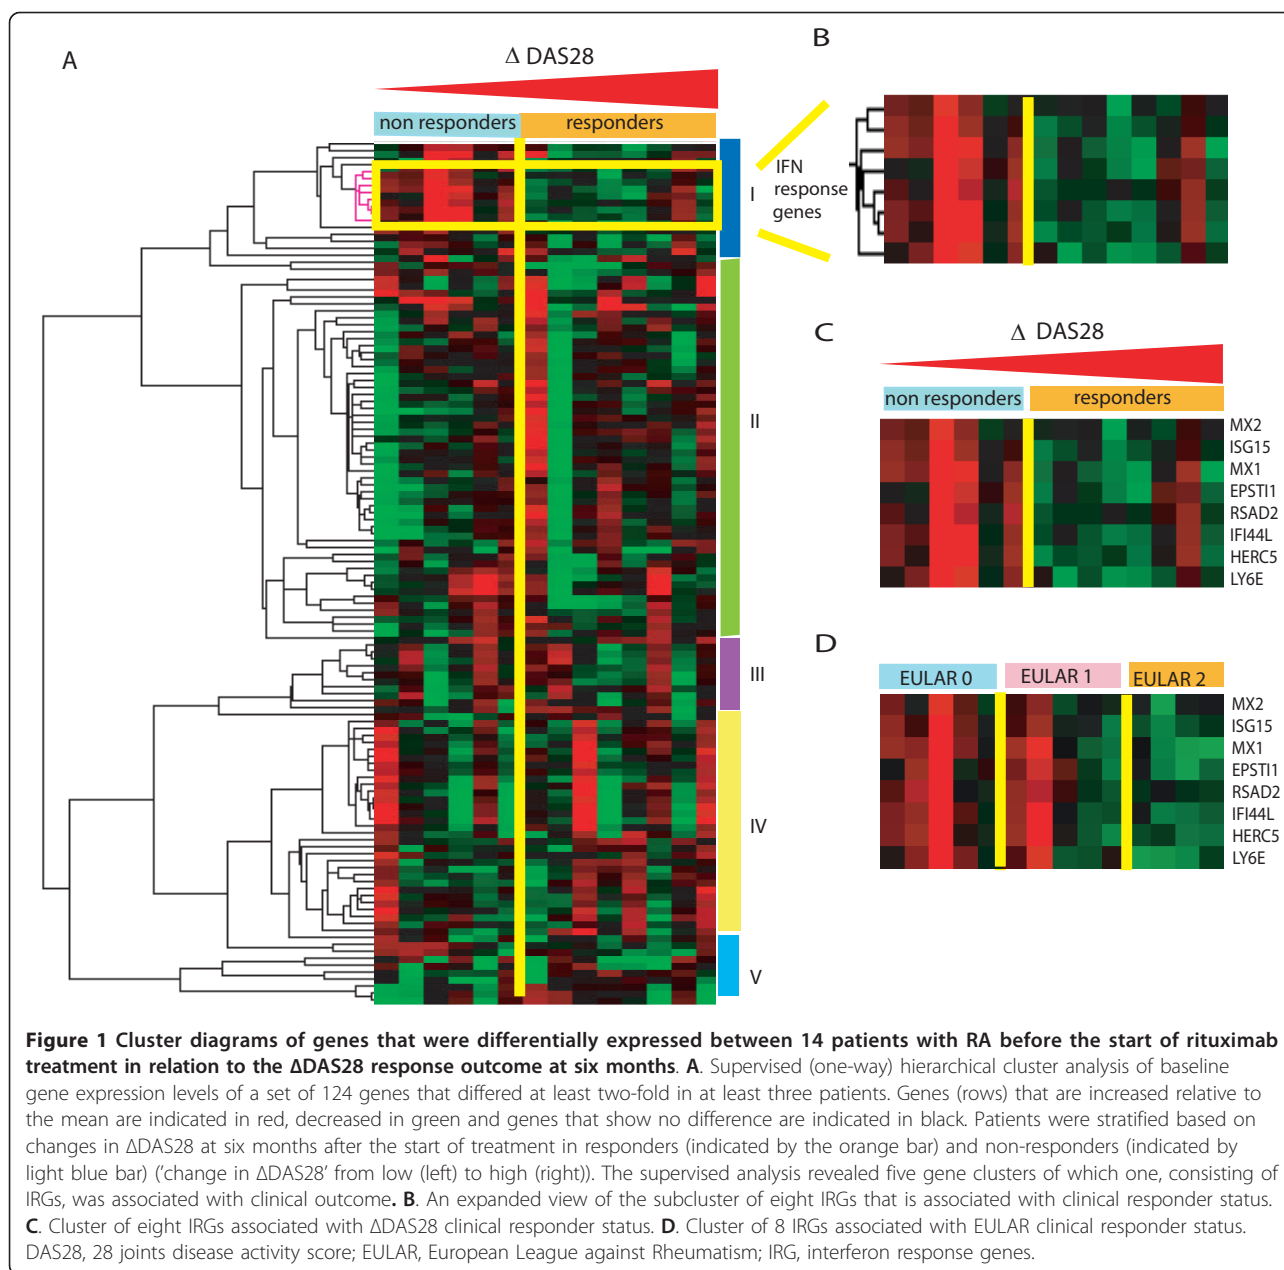 A
Δ DAS28
non responders
responders
I
II
III
IV
V
B
IFN
response
genes
C
Δ DAS28
non responders
responders
MX2
ISG15
MX1
EPSTI1
RSAD2
IFI44L
HERC5
LY6E
D
EULAR 0
EULAR 1
EULAR 2
MX2
ISG15
MX1
EPSTI1
RSAD2
IFI44L
HERC5
LY6E
Figure 1 Cluster diagrams of genes that were differentially expressed between 14 patients with RA before the start of rituximab
treatment in relation to the ΔDAS28 response outcome at six months. A. Supervised (one-way) hierarchical cluster analysis of baseline
gene expression levels of a set of 124 genes that differed at least two-fold in at least three patients. Genes (rows) that are increased relative to
the mean are indicated in red, decreased in green and genes that show no difference are indicated in black. Patients were stratified based on
changes in ΔDAS28 at six months after the start of treatment in responders (indicated by the orange bar) and non-responders (indicated by
light blue bar) ('change in ΔDAS28' from low (left) to high (right)). The supervised analysis revealed five gene clusters of which one, consisting of
IRGs, was associated with clinical outcome. B. An expanded view of the subcluster of eight IRGs that is associated with clinical responder status.
C. Cluster of eight IRGs associated with ΔDAS28 clinical responder status. D. Cluster of 8 IRGs associated with EULAR clinical responder status.
DAS28, 28 joints disease activity score; EULAR, European League against Rheumatism; IRG, interferon response genes.